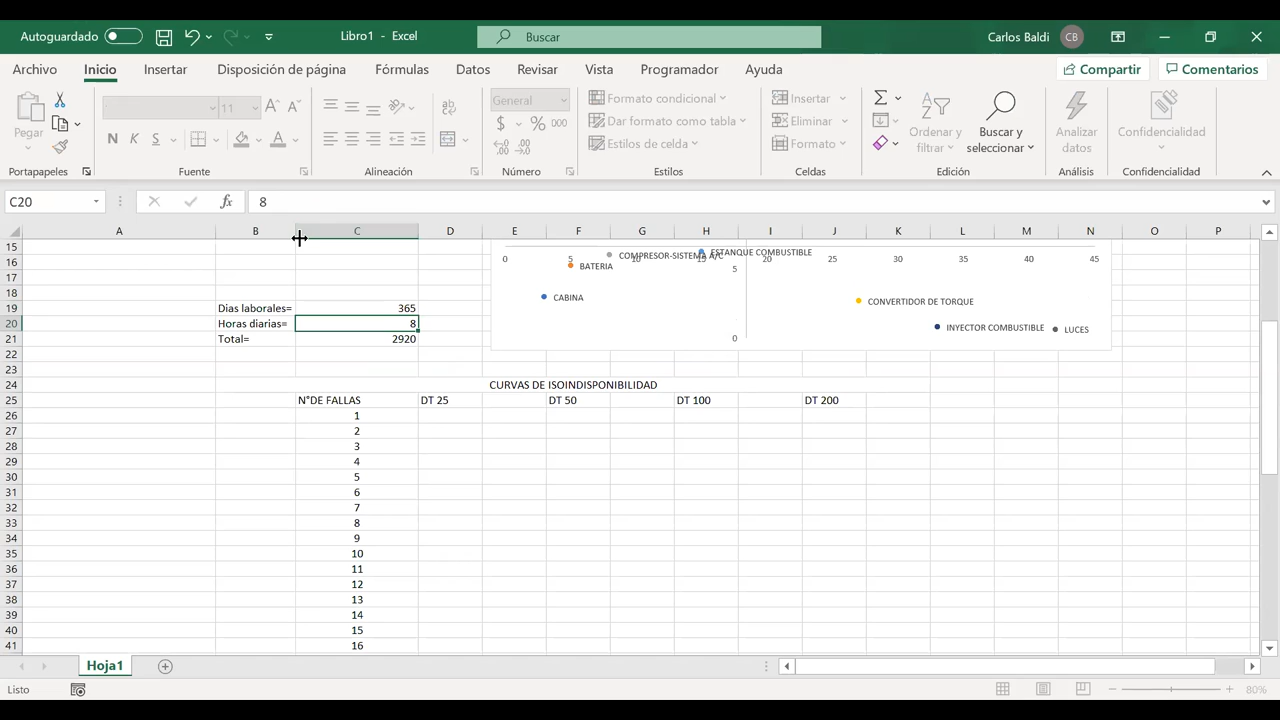 Autoguardado
Libro1 - Excel
Buscar
Carlos Baldi
CB
Archivo Inicio Insertar Disposición de página Fórmulas Datos Revisar Vista Programador Ayuda
Compartir
Comentarios
Pegar
11
N K S
General
$ % 000
Formato condicional
Dar formato como tabla
Estilos de celda
Insertar
Eliminar
Formato
Ordenar y filtrar
Buscar y seleccionar
Analizar datos
Confidencialidad
Portapapeles Fuente Alineación Número Estilos Celdas Edición Análisis Confidencialidad
C20
fx
8
A B C D E F G H I J K L M N O P
15
0 5 10 20 25 30 35 40 45
COMPRESOR-SISTEMA A/C
ESTANQUE COMBUSTIBLE
16
BATERIA
5
17
18
CABINA
CONVERTIDOR DE TORQUE
19 Dias laborales= 365
20 Horas diarias= 8
INYECTOR COMBUSTIBLE
LUCES
21 Total= 2920
0
22
23
24 CURVAS DE ISOINDISPONIBILIDAD
25 N°DE FALLAS DT 25 DT 50 DT 100 DT 200
26 1
27 2
28 3
29 4
30 5
31 6
32 7
33 8
34 9
35 10
36 11
37 12
38 13
39 14
40 15
41 16
Hoja1
Listo
80%